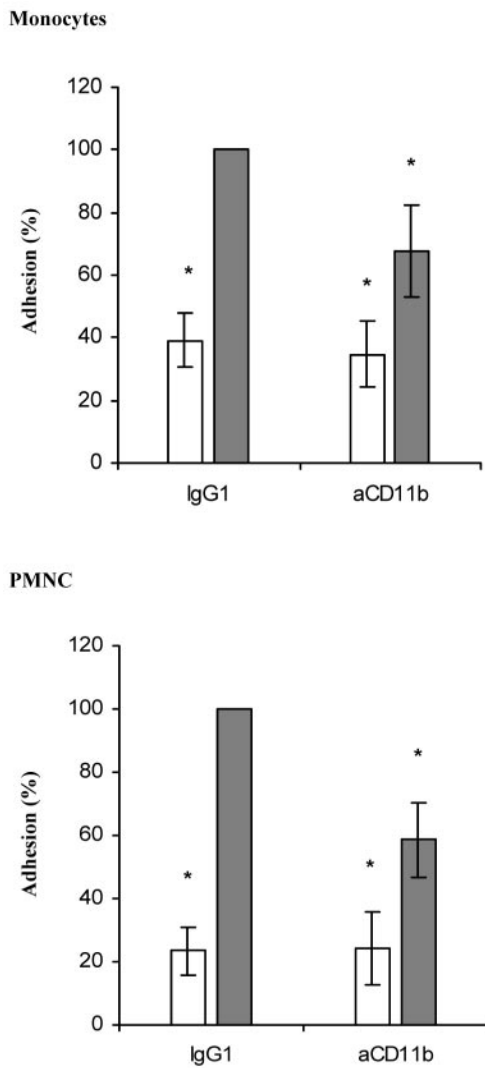 Monocytes
120
100
80
60
40
20
0
Adhesion (%)
*
*
*
IgG1
aCD11b
PMNC
120
100
80
60
40
20
0
Adhesion (%)
*
*
*
IgG1
aCD11b